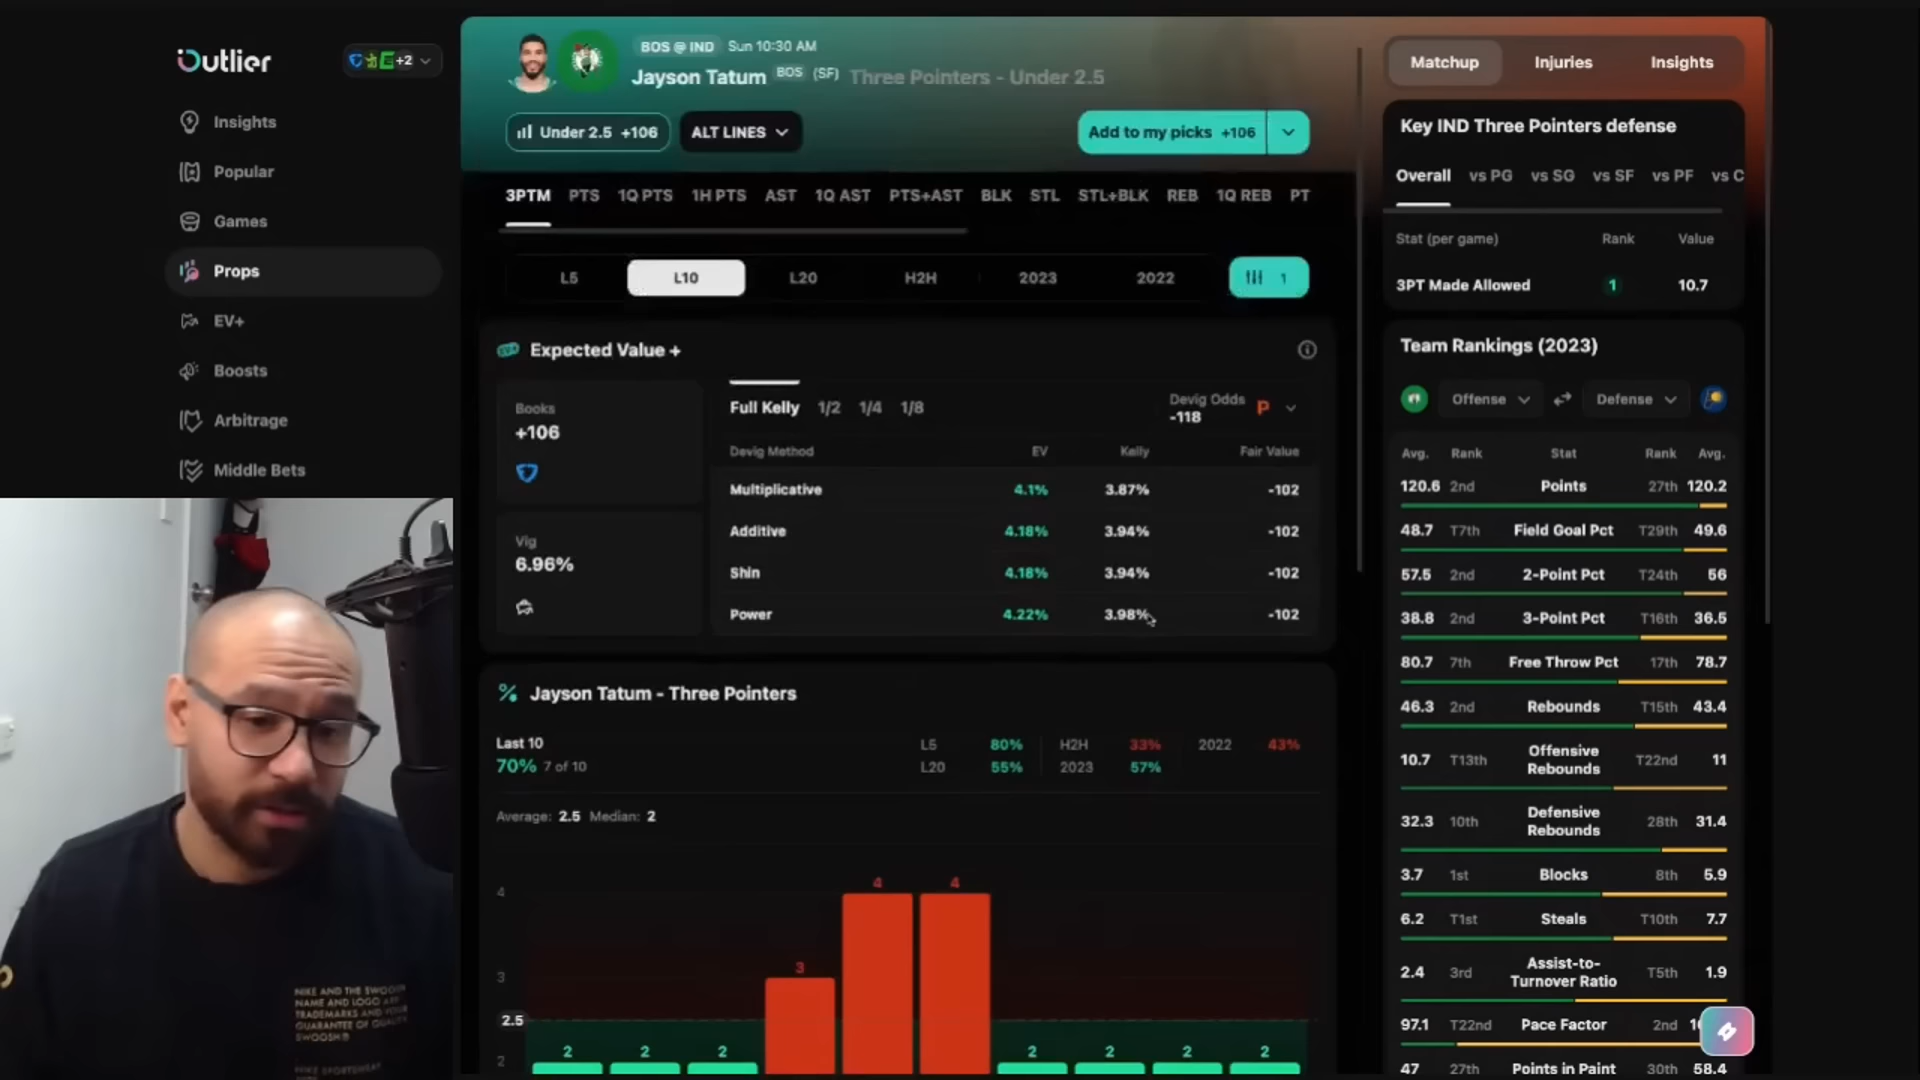 Outlier
+2
Insights
Popular
Games
Props
EV+
Boosts
Arbitrage
Middle Bets
BOS @ IND Sun 10:30 AM
Jayson Tatum BOS (SF) Three Pointers - Under 2.5
Under 2.5 +106
ALT LINES
Add to my picks +106
3PTM PTS 1Q PTS 1H PTS AST 1Q AST PTS+AST BLK STL STL+BLK REB 1Q REB PT
L5 L10 L20 H2H 2023 2022 1
Expected Value +
Books
+106
Vig
6.96%
Full Kelly 1/2 1/4 1/8
Devig Odds
-118 P
Devig Method EV Kelly Fair Value
Multiplicative 4.1% 3.87% -102
Additive 4.18% 3.94% -102
Shin 4.18% 3.94% -102
Power 4.22% 3.98% -102
Jayson Tatum - Three Pointers
Last 10
70% 7 of 10
L5 80% H2H 33% 2022 43%
L20 55% 2023 57%
Average: 2.5 Median: 2
4
3
2.5
2
2 2 2 3 4 4 2 2 2 2
Matchup Injuries Insights
Key IND Three Pointers defense
Overall vs PG vs SG vs SF vs PF vs C
Stat (per game) Rank Value
3PT Made Allowed 1 10.7
Team Rankings (2023)
Offense Defense
Avg. Rank Stat Rank Avg.
120.6 2nd Points 27th 120.2
48.7 T7th Field Goal Pct T29th 49.6
57.5 2nd 2-Point Pct T24th 56
38.8 2nd 3-Point Pct T16th 36.5
80.7 7th Free Throw Pct 17th 78.7
46.3 2nd Rebounds T15th 43.4
10.7 T13th Offensive Rebounds T22nd 11
32.3 10th Defensive Rebounds 28th 31.4
3.7 1st Blocks 8th 5.9
6.2 T1st Steals T10th 7.7
2.4 3rd Assist-to-Turnover Ratio T5th 1.9
97.1 T22nd Pace Factor 2nd
47 27th Points in Paint 30th 58.4
NIKE AND THE SWOOSH
NAME AND LOGO ARE
TRADEMARKS AND YOUR
GUARANTEE OF QUALITY
SWOOSH®